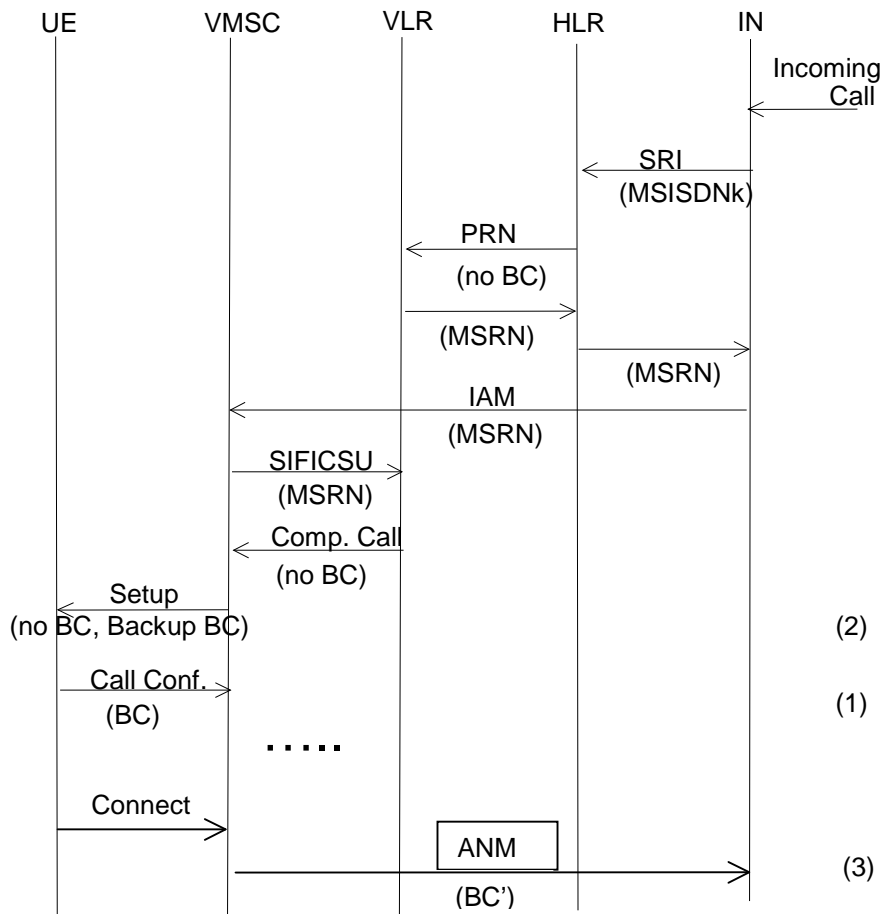 UE VMSC VLR HLR IN
Incoming
Call
SRI
(MSISDNk)
PRN
(no BC)
(MSRN)
(MSRN)
IAM
(MSRN)
SIFICSU
(MSRN)
Comp. Call
(no BC)
Setup
(no BC, Backup BC) (2)
Call Conf.
(BC) (1)
.....
Connect
ANM
(3)
(BC’)